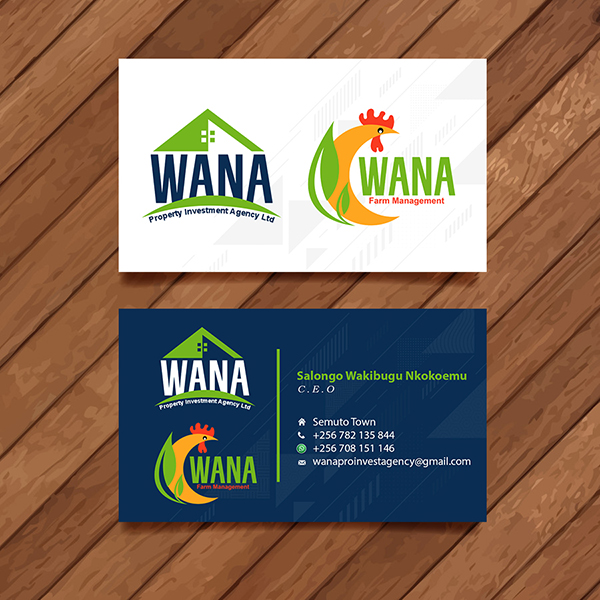 WANA
Property Investment Agency Ltd
WANA
Farm Management
WANA
Property Investment Agency Ltd
WANA
Farm Management
Salongo Wakibugu Nkokoemu
C.E.O
Semuto Town
+256 782 135 844
+256 708 151 146
wanaproinvestagency@gmail.com